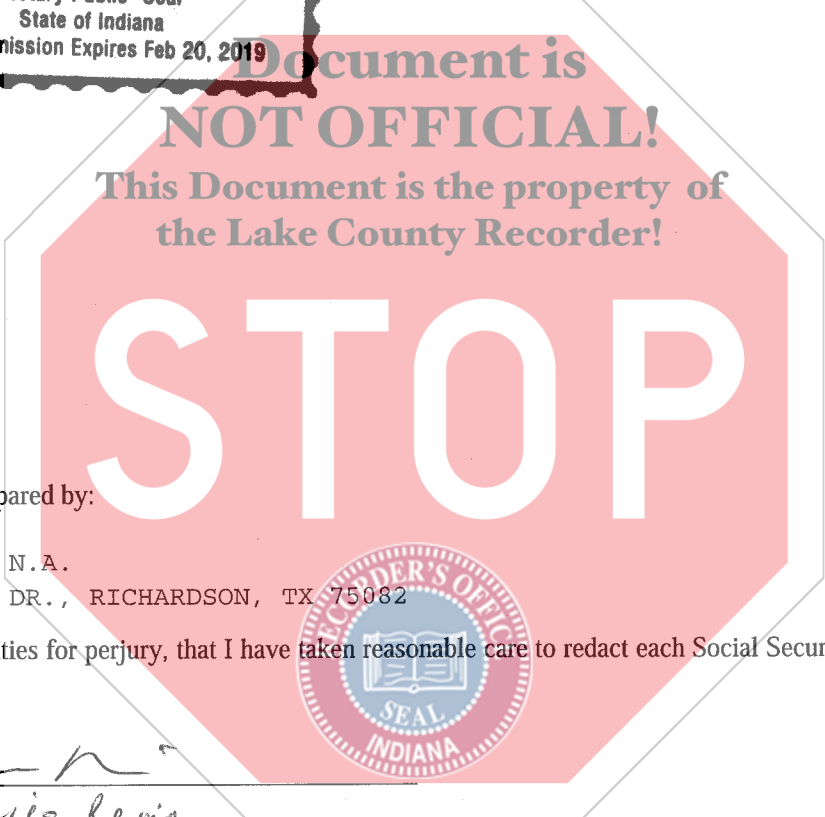 State of Indiana
mission Expires Feb 20, 2019
Document is
NOT OFFICIAL!
This Document is the property of
the Lake County Recorder!
STOP
pared by:
N.A.
DR., RICHARDSON, TX 75082
RECORDER'S OFFIC
ties for perjury, that I have taken reasonable care to redact each Social Secur
SEAL
INDIANA